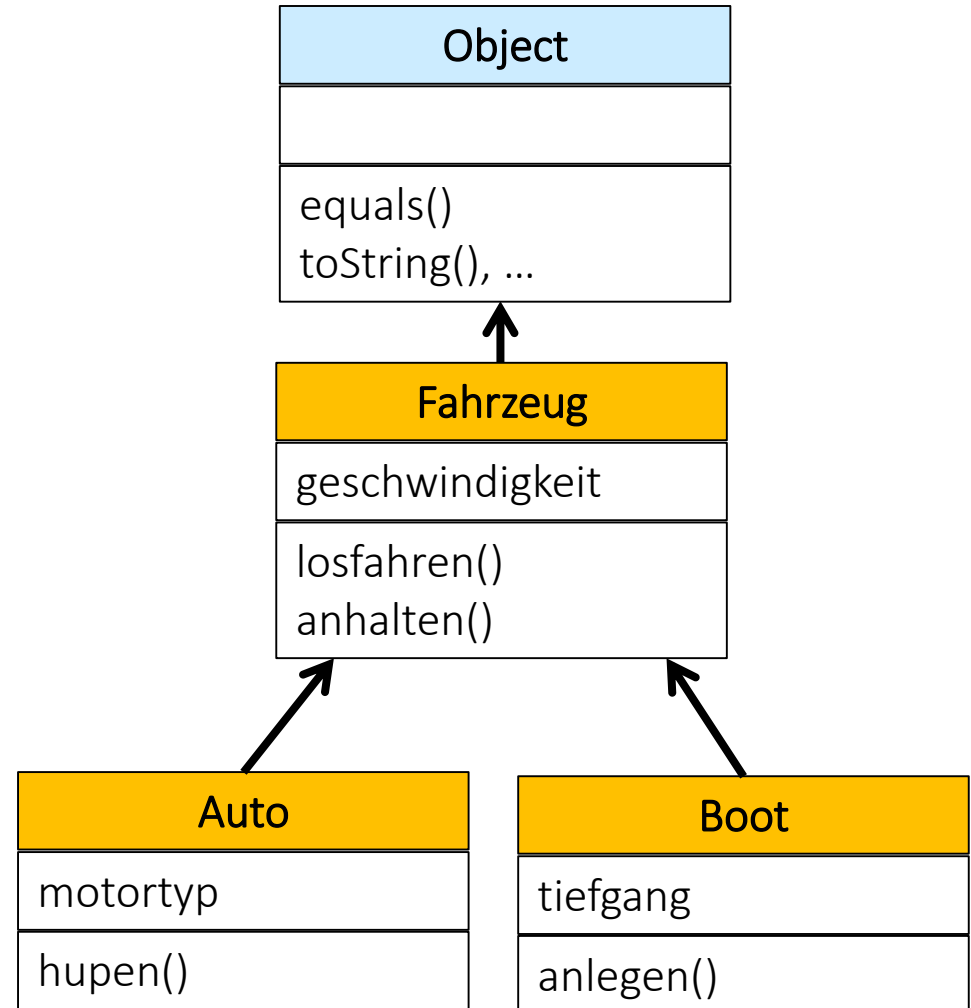 Object
equals()
toString(), ...
Fahrzeug
geschwindigkeit
losfahren()
anhalten()
Auto
motortyp
hupen()
Boot
tiefgang
anlegen()